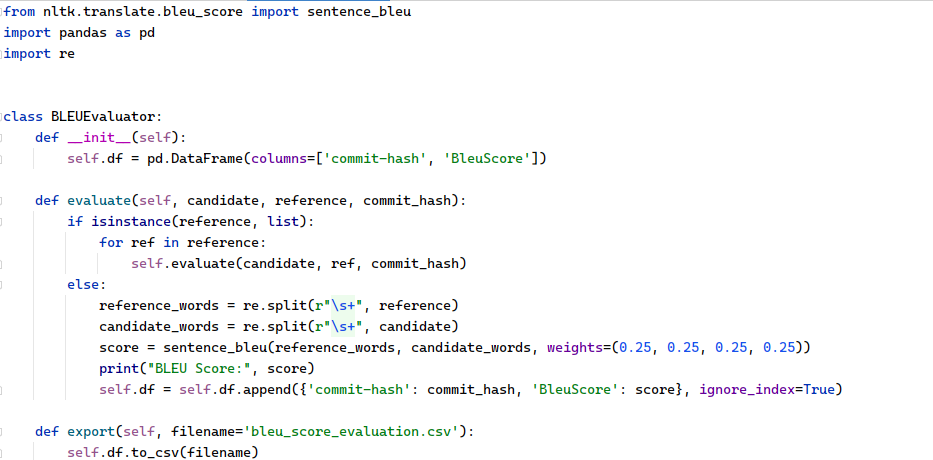 from nltk.translate.bleu_score import sentence_bleu
import pandas as pd
import re
class BLEUEvaluator:
    def __init__(self):
        self.df = pd.DataFrame(columns=['commit-hash', 'BleuScore'])
    def evaluate(self, candidate, reference, commit_hash):
        if isinstance(reference, list):
            for ref in reference:
                self.evaluate(candidate, ref, commit_hash)
        else:
            reference_words = re.split(r"\s+", reference)
            candidate_words = re.split(r"\s+", candidate)
            score = sentence_bleu(reference_words, candidate_words, weights=(0.25, 0.25, 0.25, 0.25))
            print("BLEU Score:", score)
            self.df = self.df.append({'commit-hash': commit_hash, 'BleuScore': score}, ignore_index=True)
    def export(self, filename='bleu_score_evaluation.csv'):
        self.df.to_csv(filename)